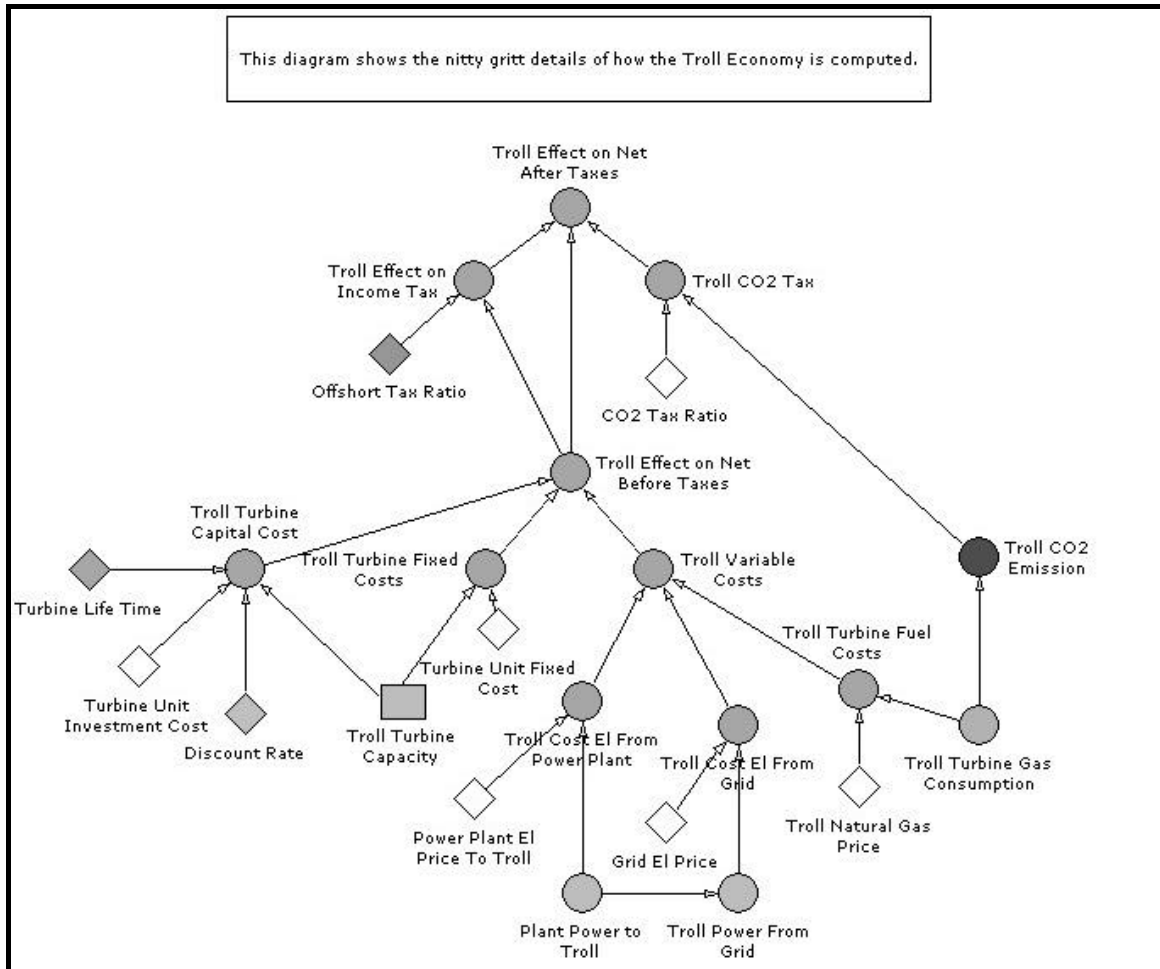 This diagram shows the nitty gritt details of how the Troll Economy is computed.
Troll Effect on Net
After Taxes
Troll Effect on
Income Tax
Troll CO2 Tax
Offshort Tax Ratio
CO2 Tax Ratio
Troll Effect on Net
Before Taxes
Troll Turbine
Capital Cost
Troll Turbine Fixed
Costs
Troll Variable
Costs
Troll CO2
Emission
Turbine Life Time
Troll Turbine Fuel
Costs
Turbine Unit Fixed
Cost
Turbine Unit
Investment Cost
Discount Rate
Troll Turbine
Capacity
Troll Cost El From
Power Plant
Troll Cost El From
Grid
Troll Turbine Gas
Consumption
Power Plant El
Price To Troll
Grid El Price
Troll Natural Gas
Price
Plant Power to
Troll
Troll Power From
Grid